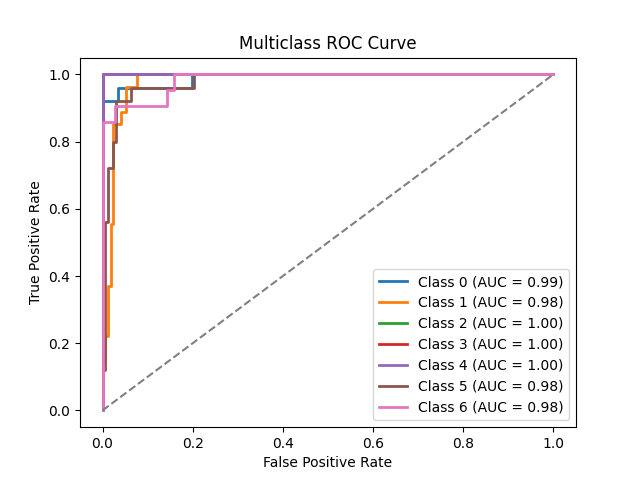 Multiclass ROC Curve
True Positive Rate
1.0
0.8
0.6
0.4
0.2
0.0
Class 0 (AUC = 0.99)
Class 1 (AUC = 0.98)
Class 2 (AUC = 1.00)
Class 3 (AUC = 1.00)
Class 4 (AUC = 1.00)
Class 5 (AUC = 0.98)
Class 6 (AUC = 0.98)
0.0 0.2 0.4 0.6 0.8 1.0
False Positive Rate